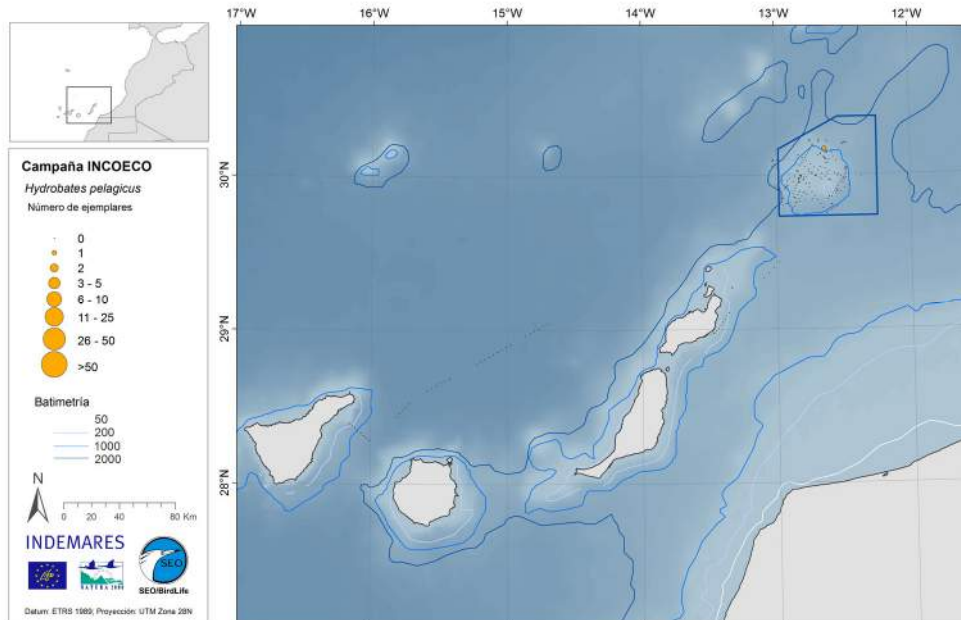 17°W 16°W 15°W 14°W 13°W 12°W
30°N
29°N
28°N
Campaña INCOECO
Hydrobates pelagicus
Número de ejemplares
0
1
2
3 - 5
6 - 10
11 - 25
26 - 50
>50
Batimetría
50
200
1000
2000
N
0 20 40 80 Km
INDEMARES
NATURA 2000
SEO
SEO/BirdLife
Datum: ETRS 1989; Proyección: UTM Zona 28N